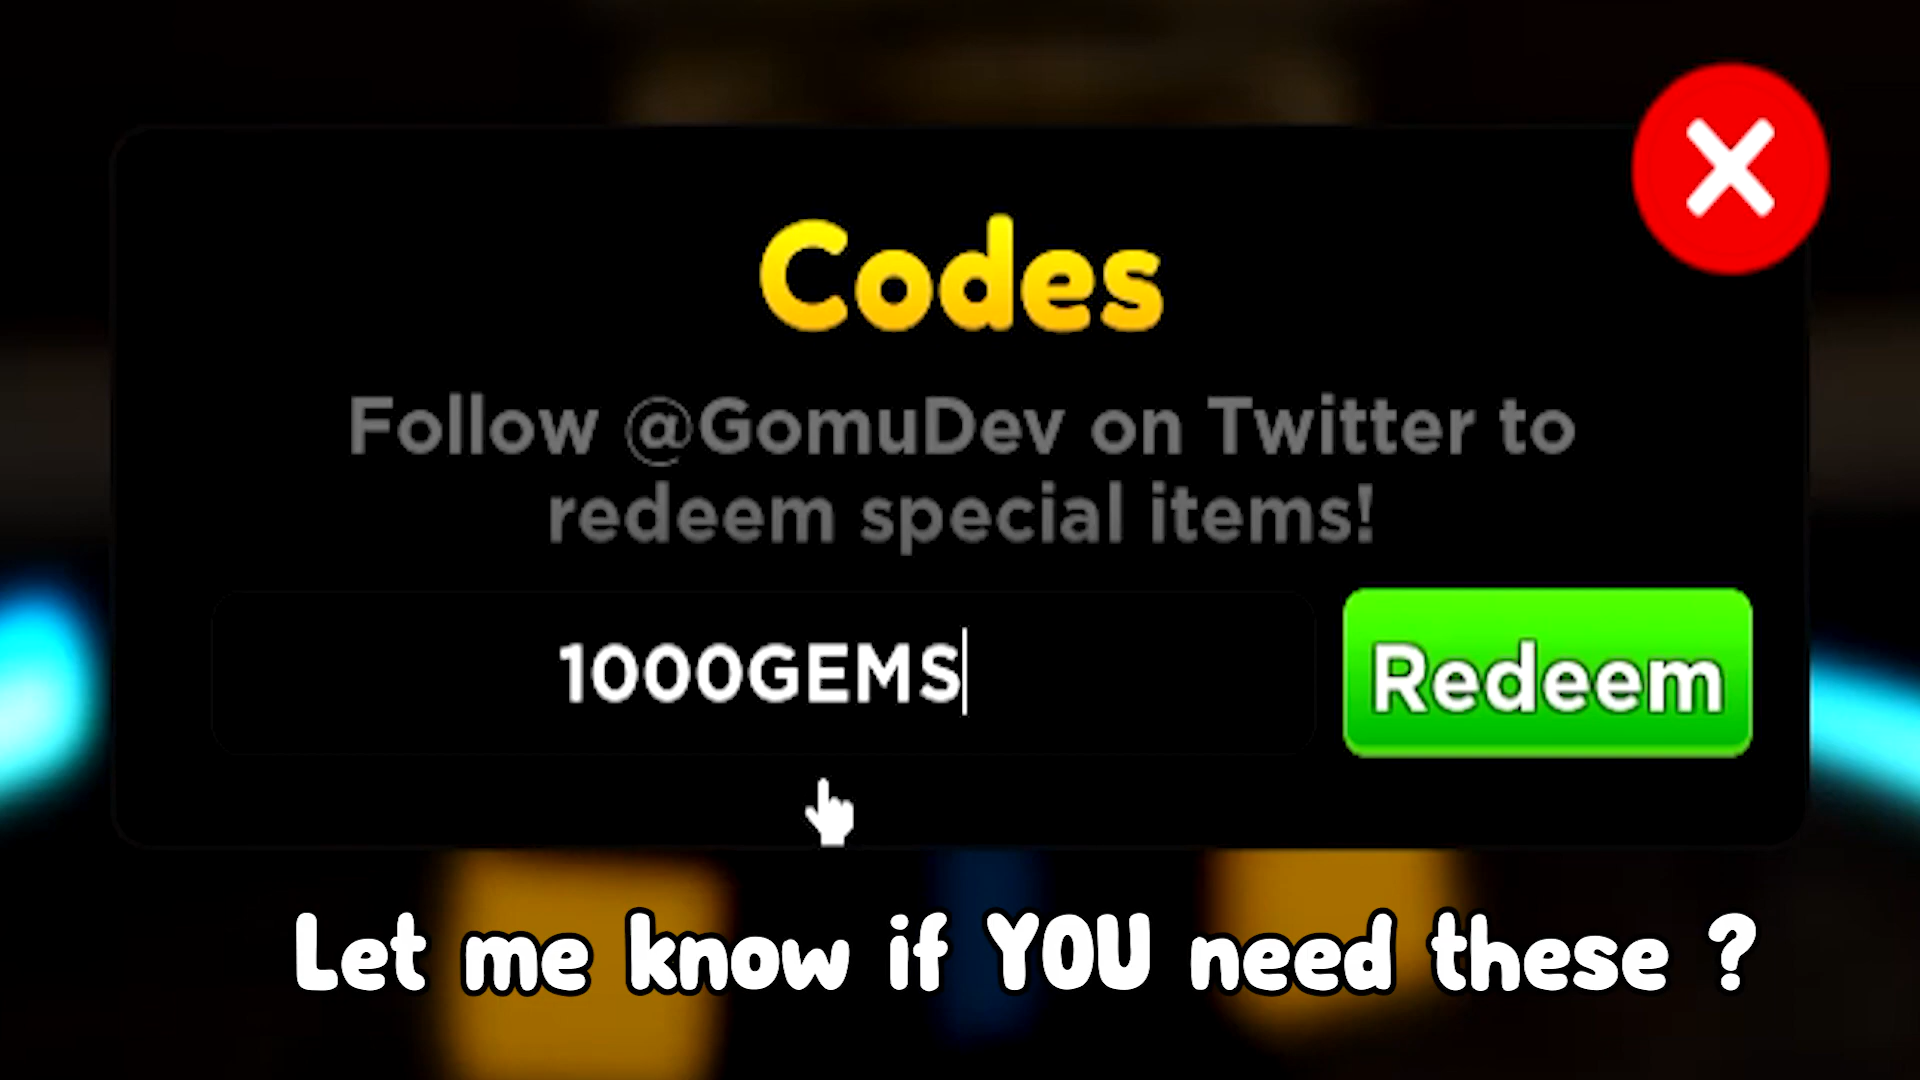 Codes
Follow @GomuDev on Twitter to
redeem special items!
1000GEMS
Redeem
Let me know if YOU need these ?